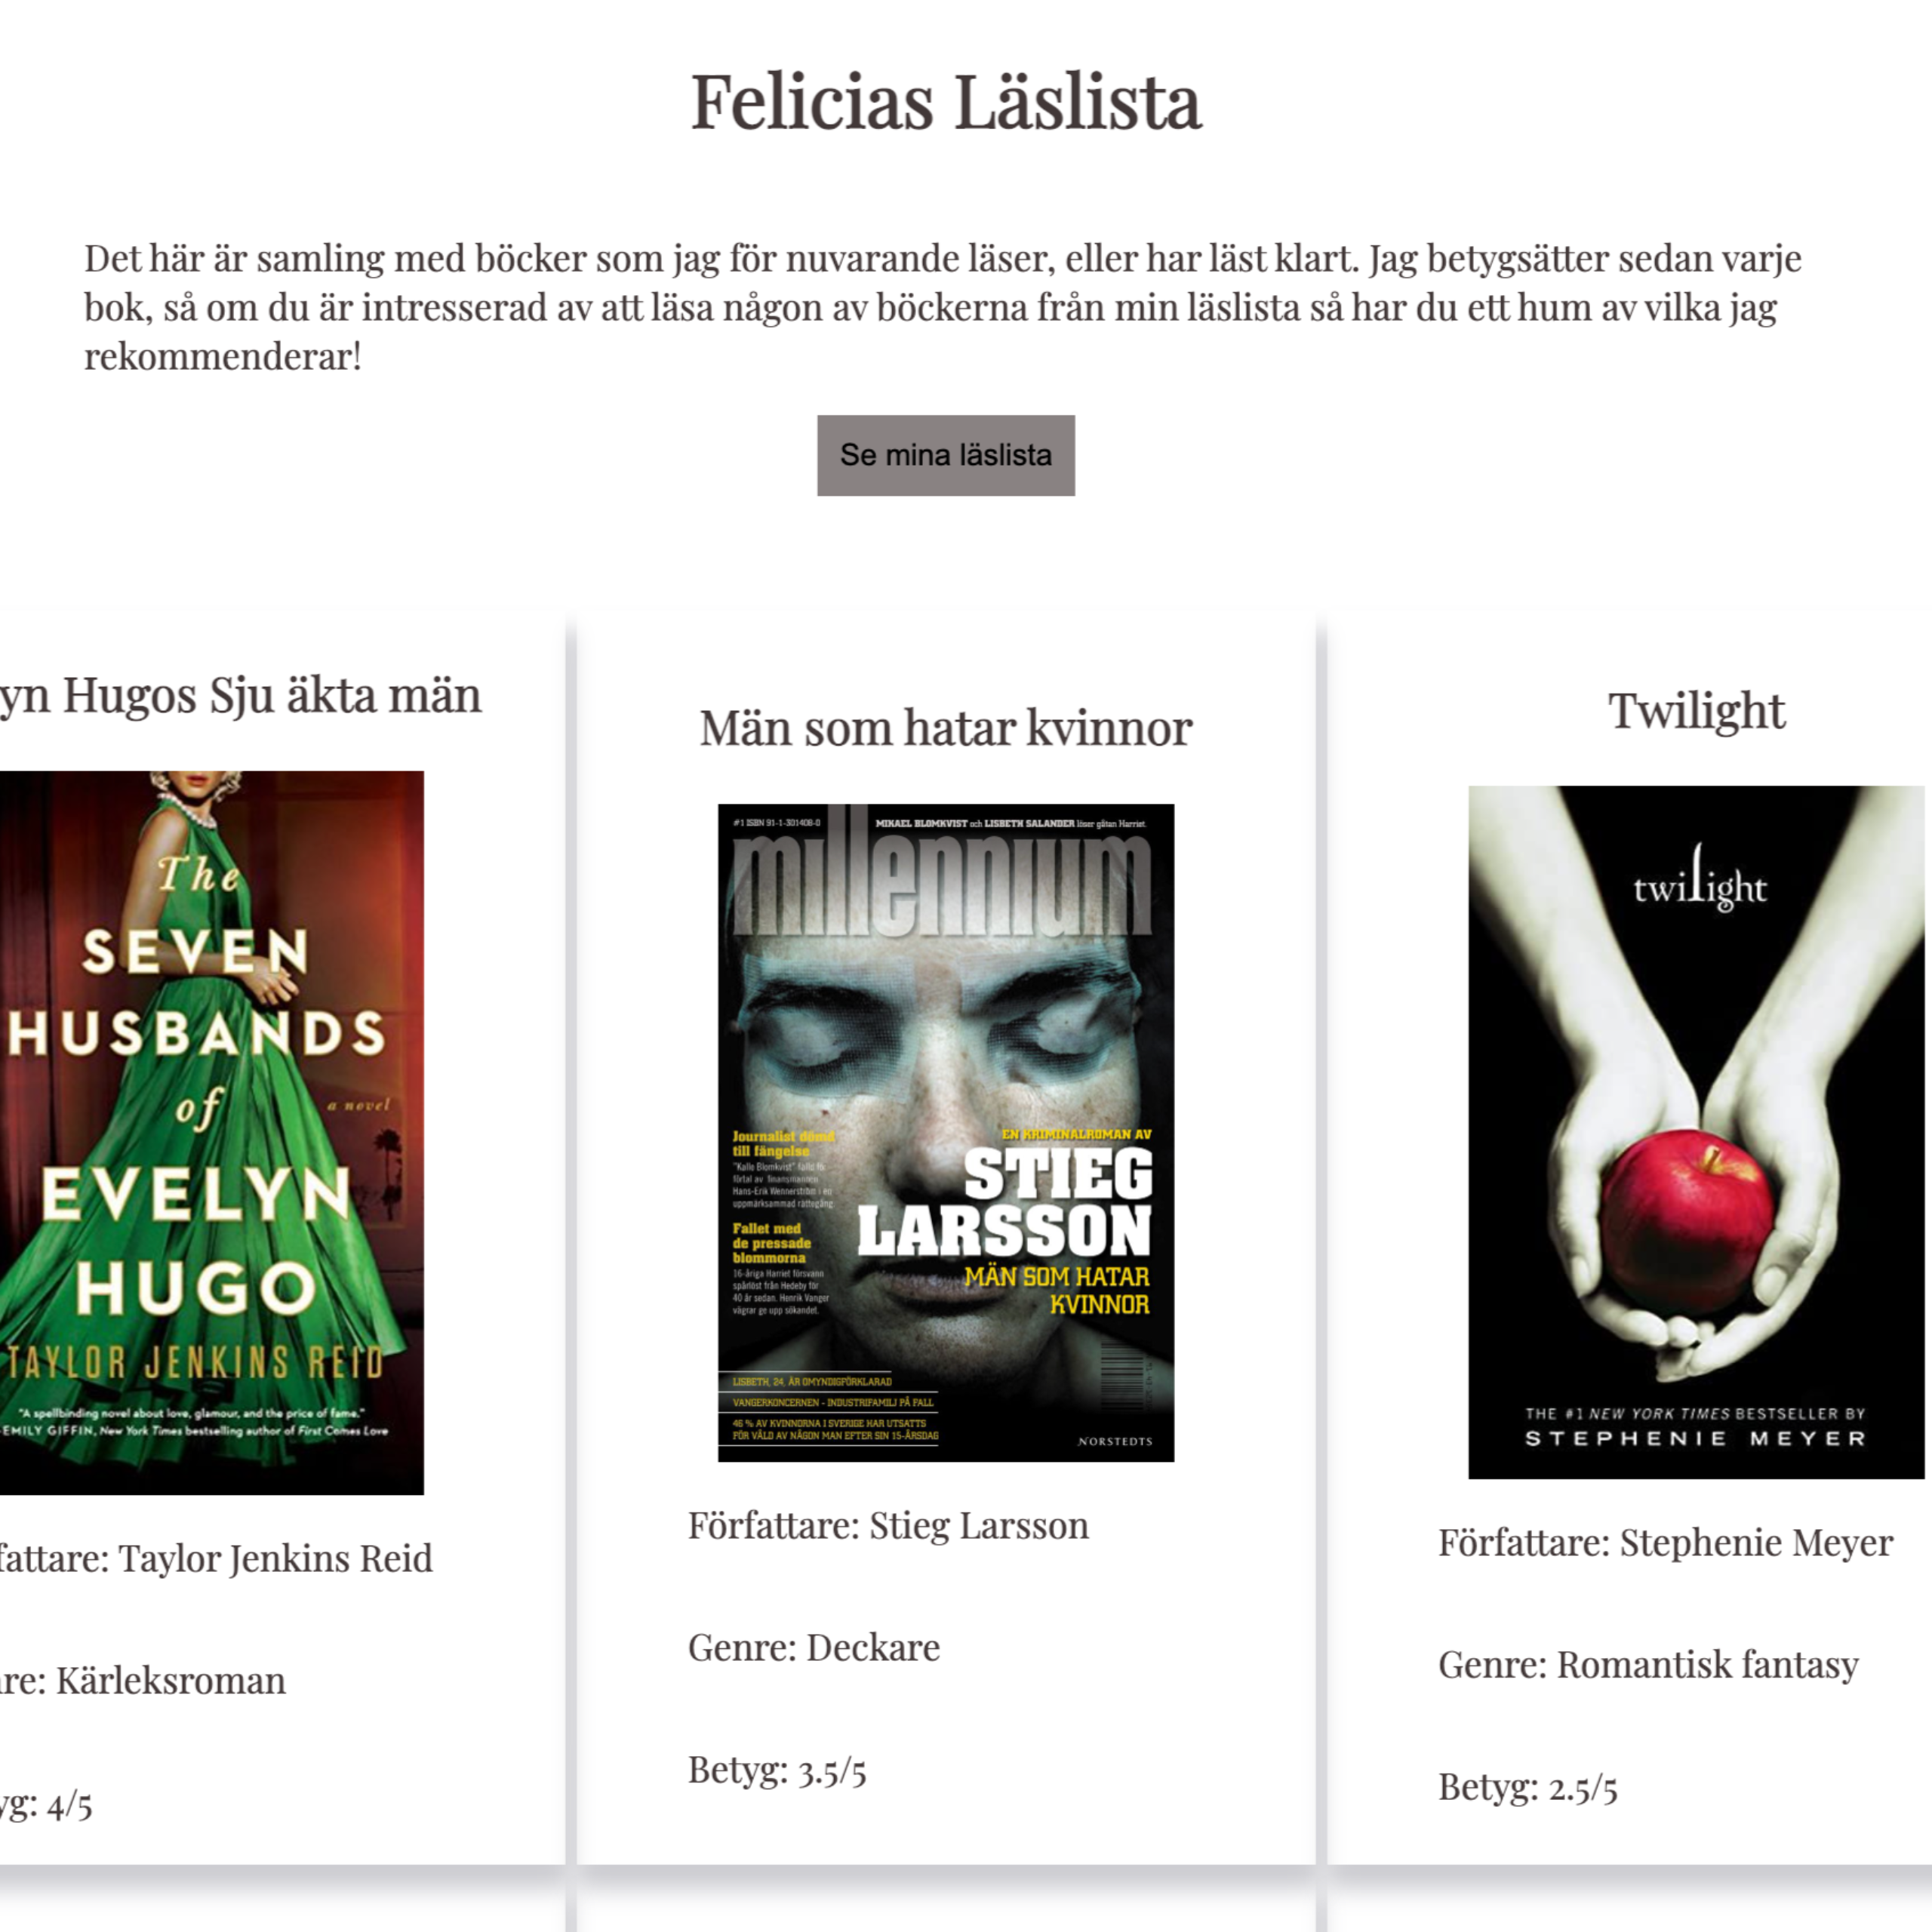 Felicias Läslista
Det här är samling med böcker som jag för nuvarande läser, eller har läst klart. Jag betygsätter sedan varje
bok, så om du är intresserad av att läsa någon av böckerna från min läslista så har du ett hum av vilka jag
rekommenderar!
Se mina läslista
yn Hugos Sju äkta män
The
SEVEN
HUSBANDS
of
a novel
EVELYN
HUGO
TAYLOR JENKINS REID
"A spellbinding novel about love, glamour, and the price of fame."
EMILY GIFFIN, New York Times bestselling author of First Comes Love
fattare: Taylor Jenkins Reid
re: Kärleksroman
yg: 4/5
Män som hatar kvinnor
#1 ISBN 91-1-301408-0
MIKAEL BLOMKVIST och LISBETH SALANDER löser gåtan Harriet.
millennium
Journalist dömd
till fängelse
"Kalle Blomkvist" fälls för
förtal av finansmannen
Hans-Erik Wennerström i en
uppmärksammad rättegång.
Fallet med
de pressade
blommorna
16-åriga Harriet försvann
spårlöst från Hedeby för
40 år sedan. Henrik Vanger
vägrar ge upp sökandet.
EN KRIMINALROMAN AV
STIEG
LARSSON
MÄN SOM HATAR
KVINNOR
LISBETH, 24, ÅR OMYNDIGFÖRKLARAD
VANGERKONCERNEN - INDUSTRIFAMILJ PÅ FALL
46 % AV KVINNORNA I SVERIGE HAR UTSATTS
FÖR VÅLD AV NÅGON MAN EFTER SIN 15-ÅRSDAG
NORSTEDTS
Författare: Stieg Larsson
Genre: Deckare
Betyg: 3.5/5
Twilight
twilight
THE #1 NEW YORK TIMES BESTSELLER BY
STEPHENIE MEYER
Författare: Stephenie Meyer
Genre: Romantisk fantasy
Betyg: 2.5/5